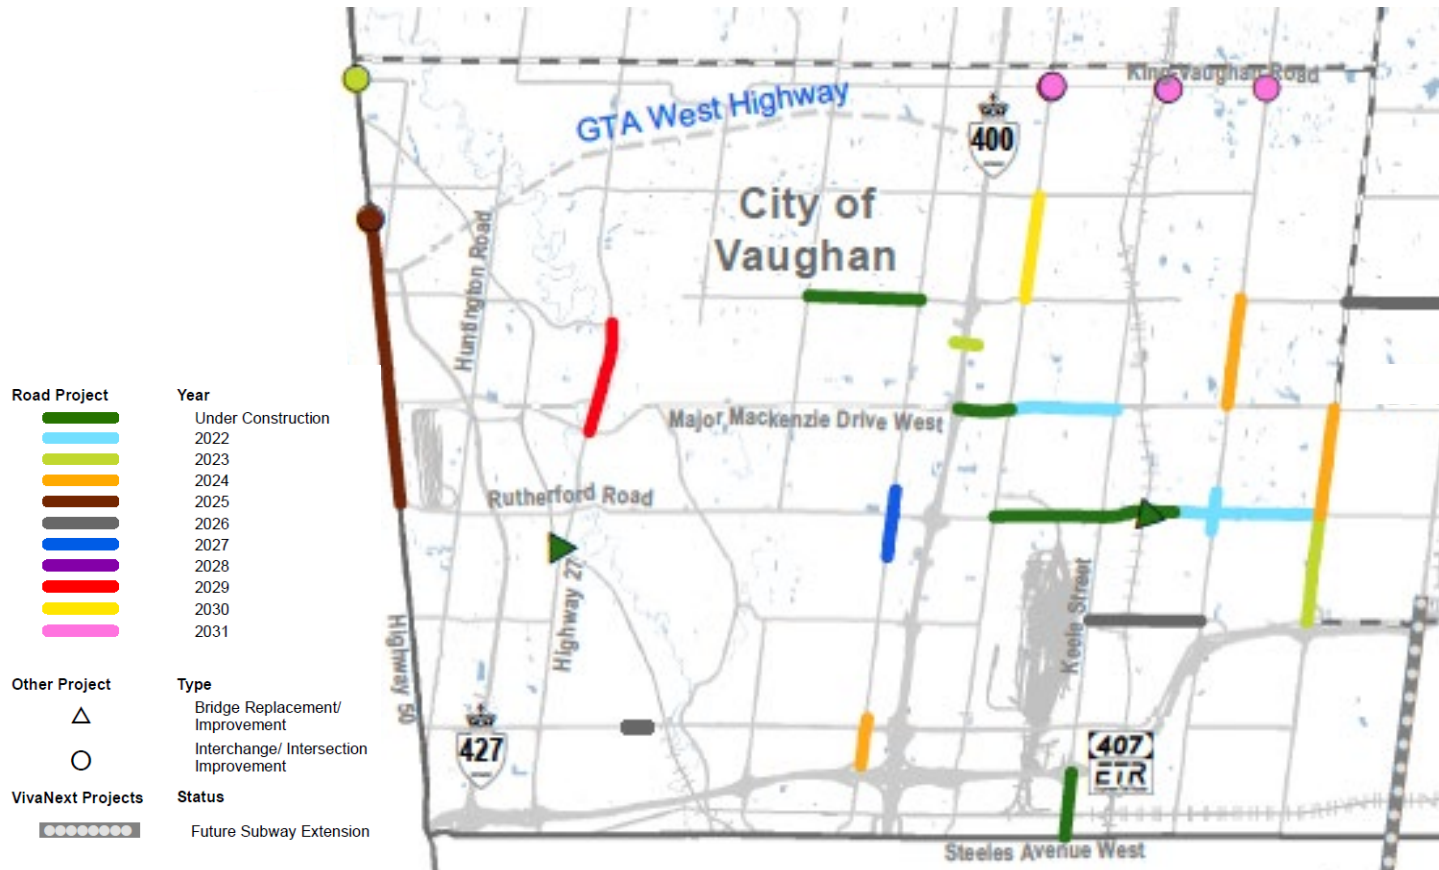 King-Vaughan Road
GTA West Highway
400
City of
Vaughan
Huntington Road
Major Mackenzie Drive West
Rutherford Road
Highway 27
Keele Street
Highway 50
427
407
ETR
Steeles Avenue West
Road Project
Year
Under Construction
2022
2023
2024
2025
2026
2027
2028
2029
2030
2031
Other Project
Type
Bridge Replacement/
Improvement
Interchange/ Intersection
Improvement
VivaNext Projects
Status
Future Subway Extension